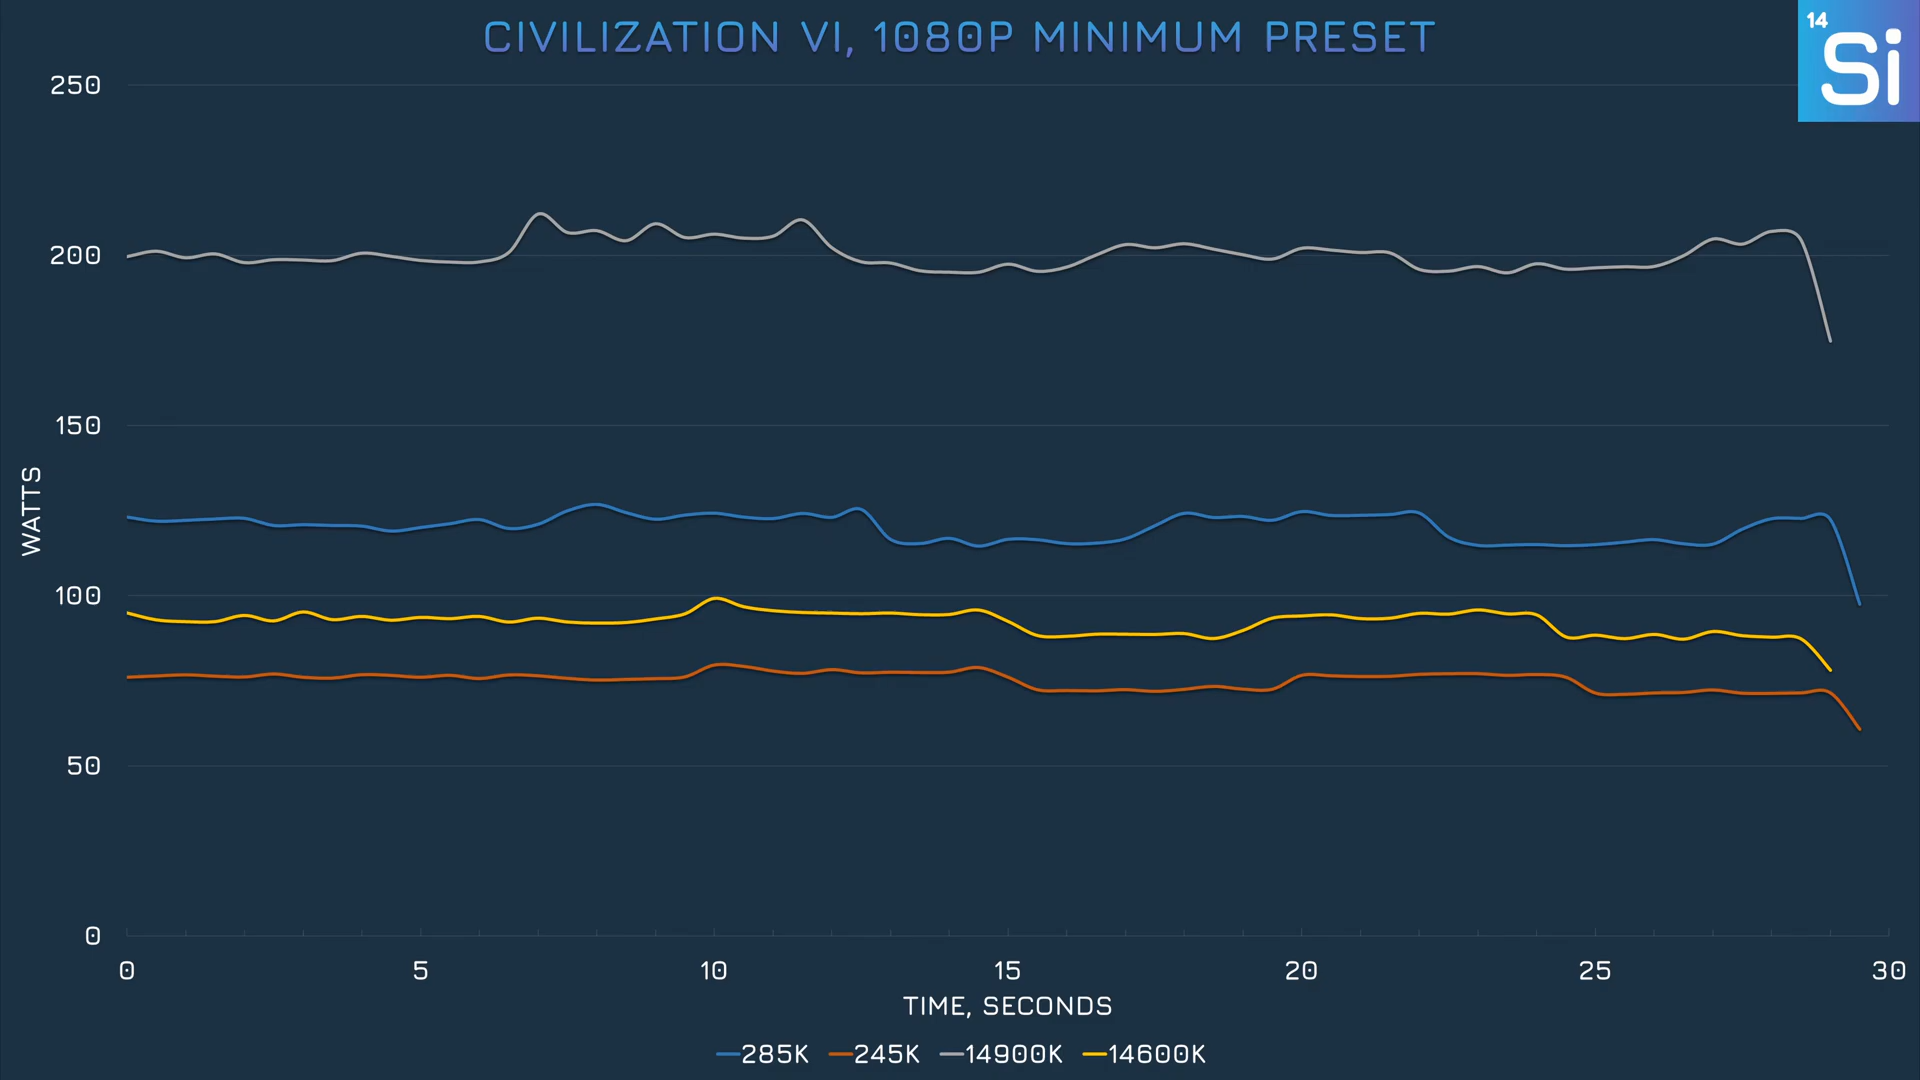 CIVILIZATION VI, 1080P MINIMUM PRESET
14
Si
250
200
150
100
50
0
WATTS
0 5 10 15 20 25 30
TIME, SECONDS
285K 245K 14900K 14600K